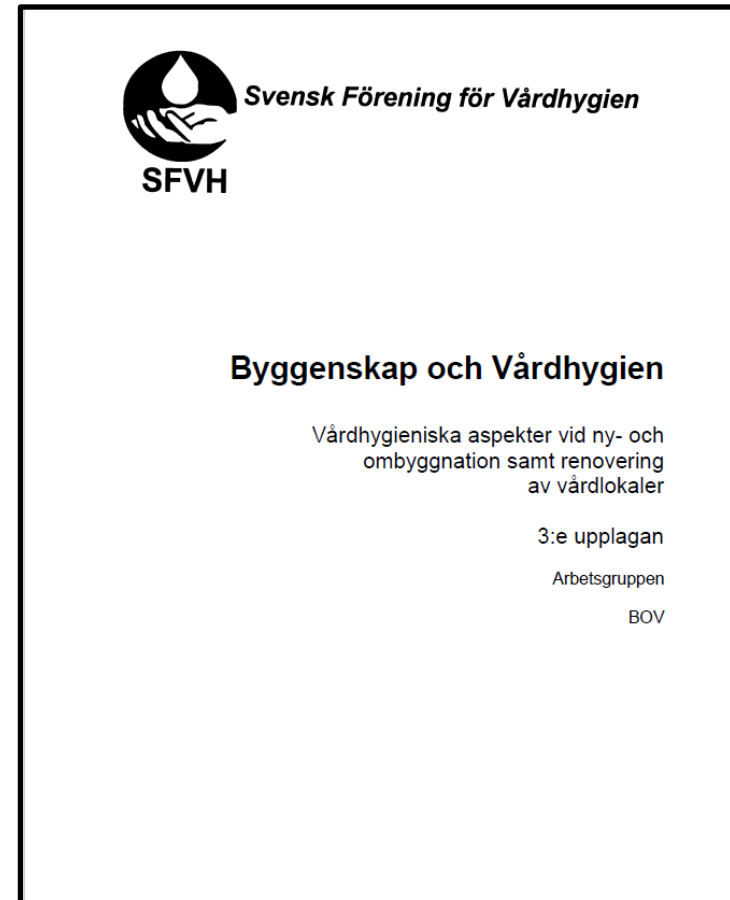 Svensk Förening för Vårdhygien
SFVH
Byggenskap och Vårdhygien
Vårdhygieniska aspekter vid ny- och
ombyggnation samt renovering
av vårdlokaler
3:e upplagan
Arbetsgruppen
BOV